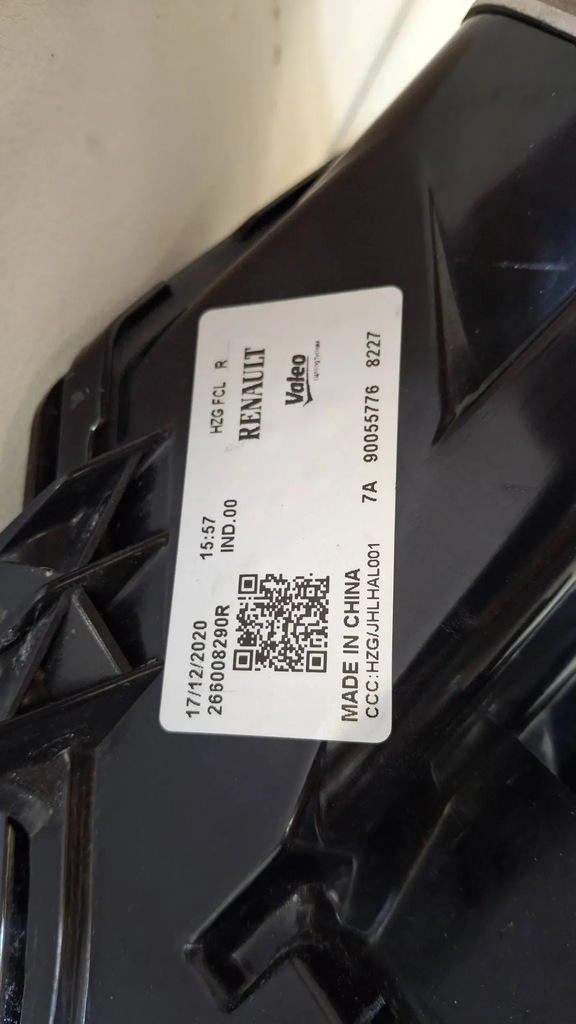 17/12/2020 15:57 HZG FCL R
266008290R IND.00 RENAULT
Valeo
MADE IN CHINA
CCC:HZG/JHLHAL001 7A 90055776 8227